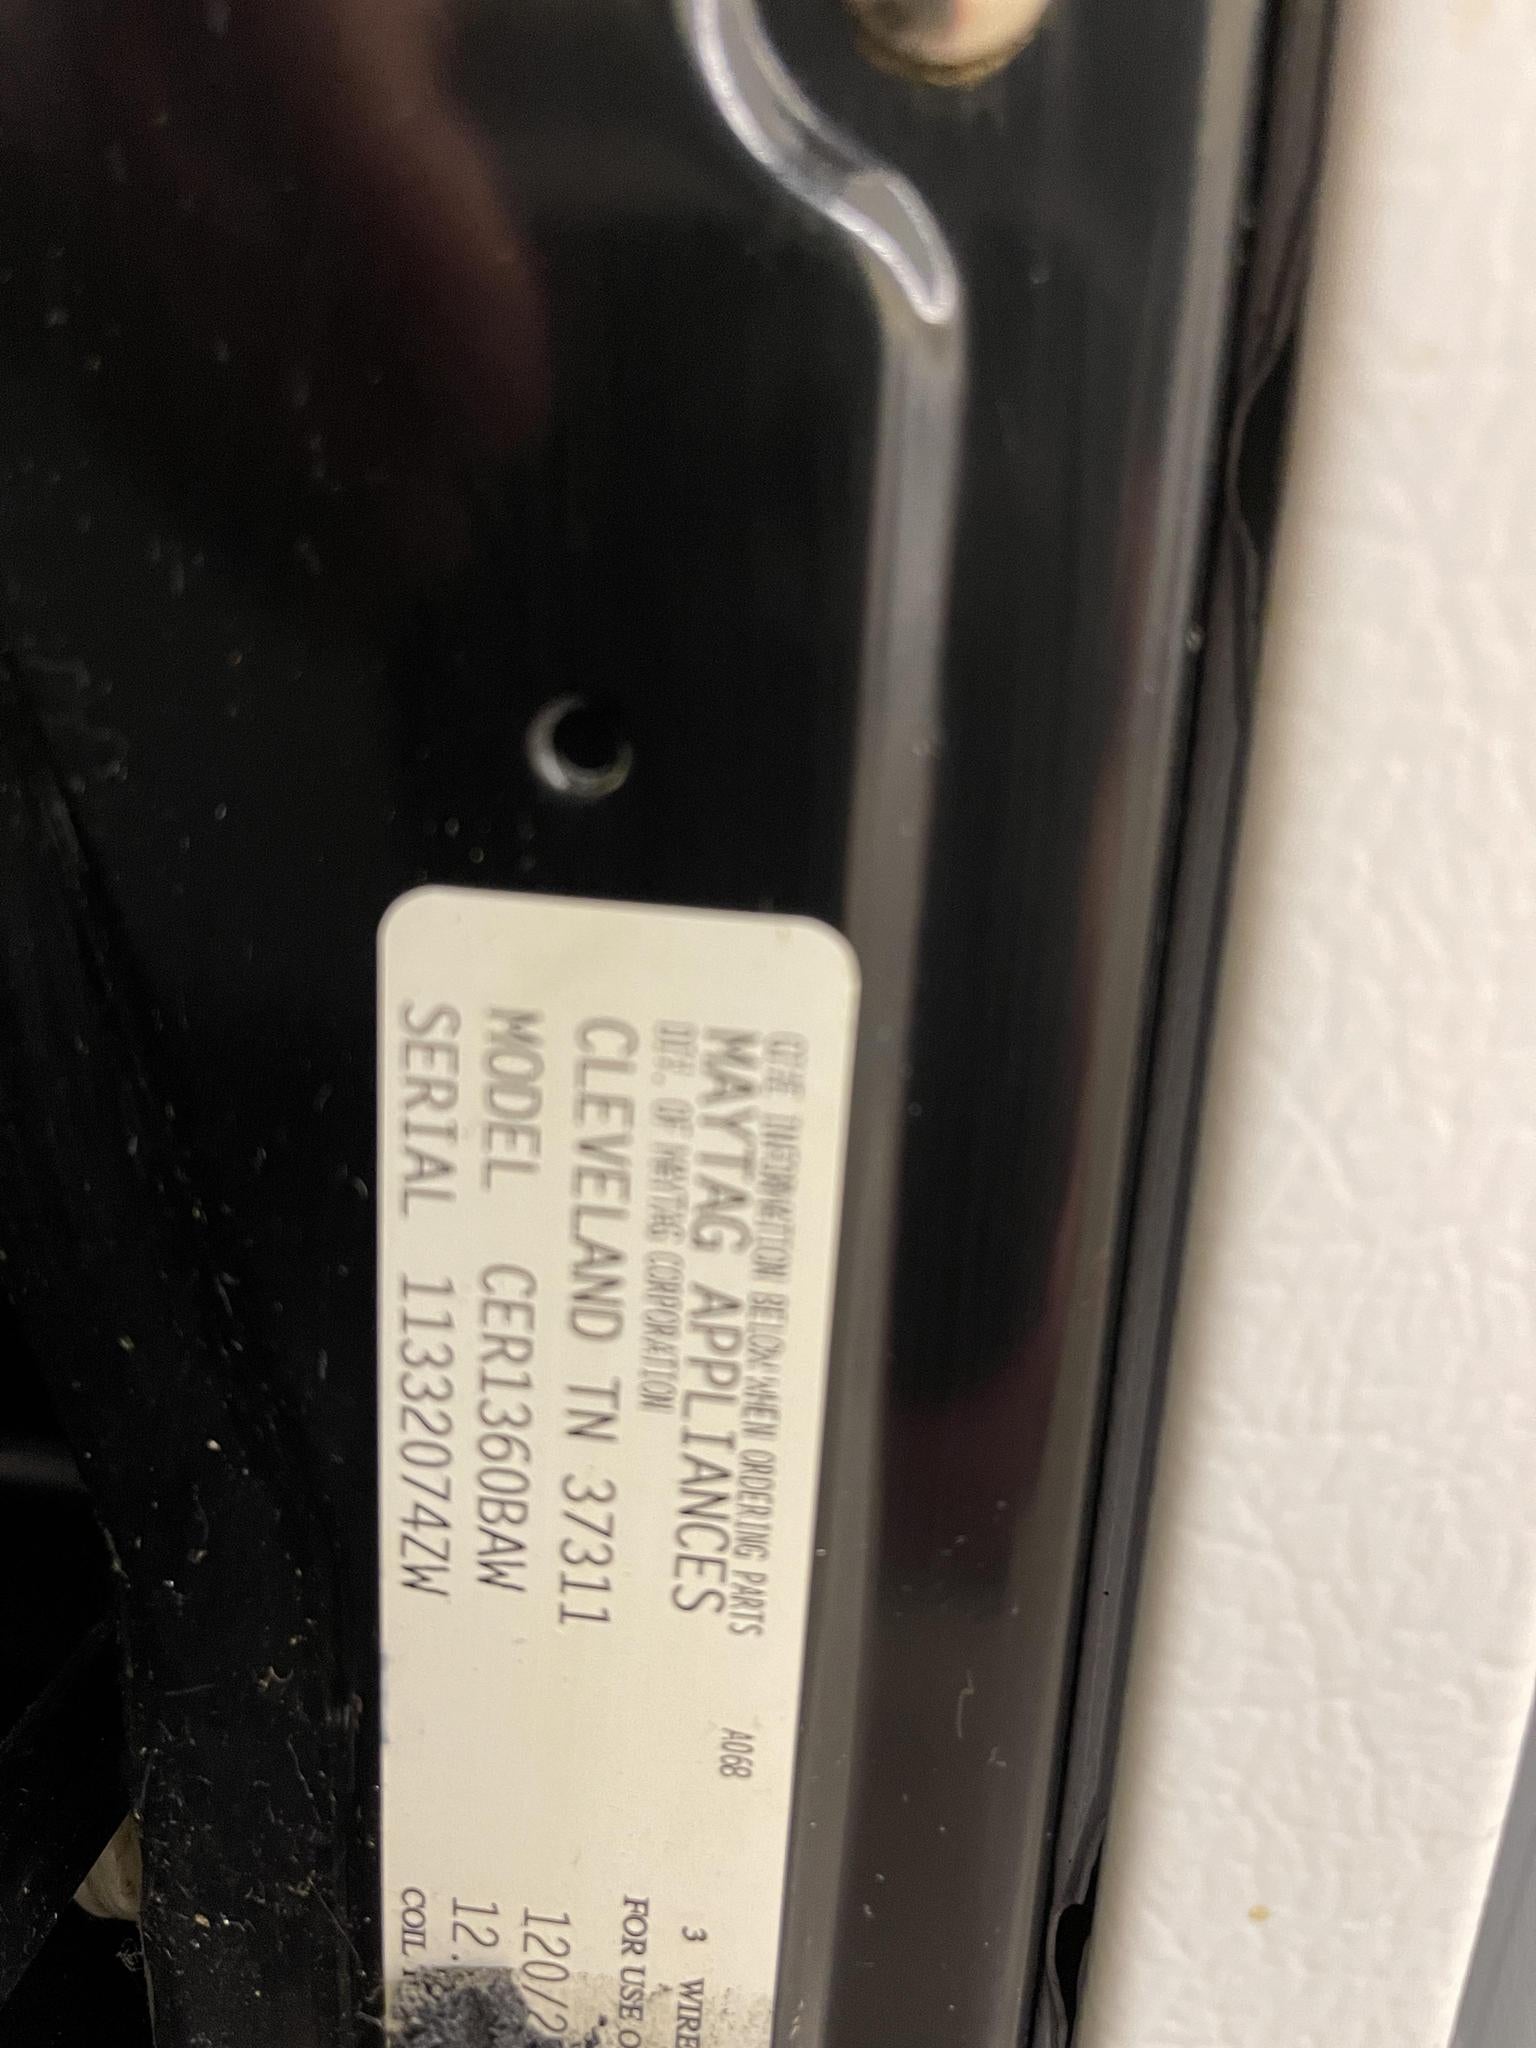 GIVE INFORMATION BELOW WHEN ORDERING PARTS A068
MAYTAG APPLIANCES
DIV. OF MAYTAG CORPORATION
CLEVELAND TN 37311
MODEL CER1360BAW
SERIAL 11332074ZW
3 WIRE
FOR USE O
120/2
12.
COIL